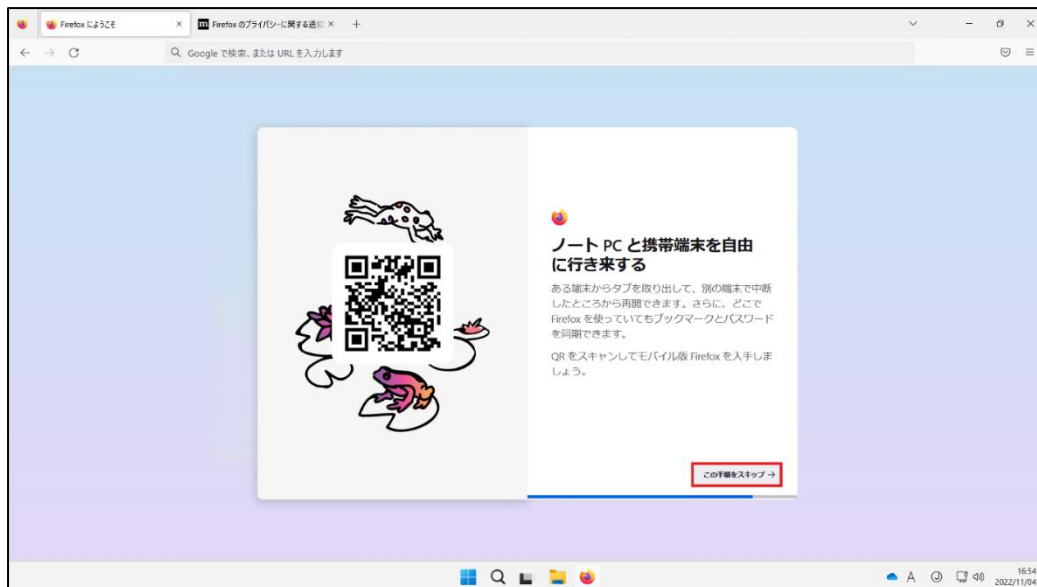 Firefox にようこそ
Firefox のプライバシーに関する通知
Google で検索、または URL を入力します
ノート PC と携帯端末を自由
に行き来する
ある端末からタブを取り出して、別の端末で中断
したところから再開できます。さらに、どこで
Firefox を使っていてもブックマークとパスワード
を同期できます。
QR をスキャンしてモバイル版 Firefox を入手しま
しょう。
この手順をスキップ →
A
16:54
2022/11/04